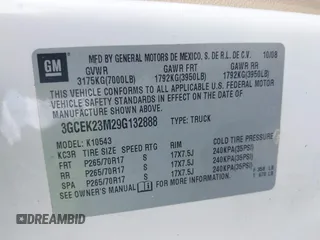 GM
MFD BY GENERAL MOTORS DE MEXICO, S. DE R.L. DE C.V. 10/08
GVWR GAWR FRT GAWR RR
3175KG(7000LB) 1792KG(3950LB) 1792KG(3950LB)
THIS VEHICLE CONFORMS TO ALL APPLICABLE U.S. FEDERAL MOTOR
VEHICLE SAFETY STANDARDS IN EFFECT ON THE DATE OF
MANUFACTURE SHOWN ABOVE.
3GCEK23M29G132888 TYPE: TRUCK
MODEL: K10543
KC3R TIRE SIZE SPEED RTG RIM COLD TIRE PRESSURE
FRT P265/70R17 S 17X7.5J 240KPA(35PSI)
RR P265/70R17 S 17X7.5J 240KPA(35PSI)
SP P265/70R17 S 17X7.5J 240KPA(35PSI)
SEE OWNER'S MANUAL
DREAMBID